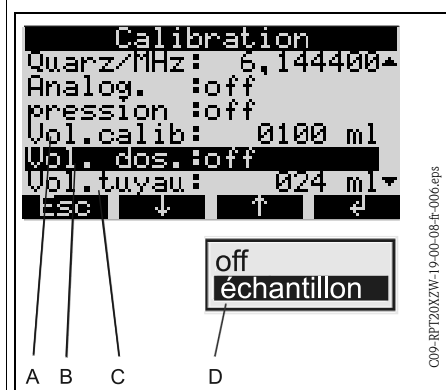 Calibration
Quarz/MHz: 6,144400
Analog. :off
pression :off
Vol.calib: 0100 ml
Vol. dos.:off
Vol.tuyau: 024 ml
Esc ↓ ↑ ↲
off
échantillon
A B C D
C09-RPT20XZW-19-00-08-fr-006.eps